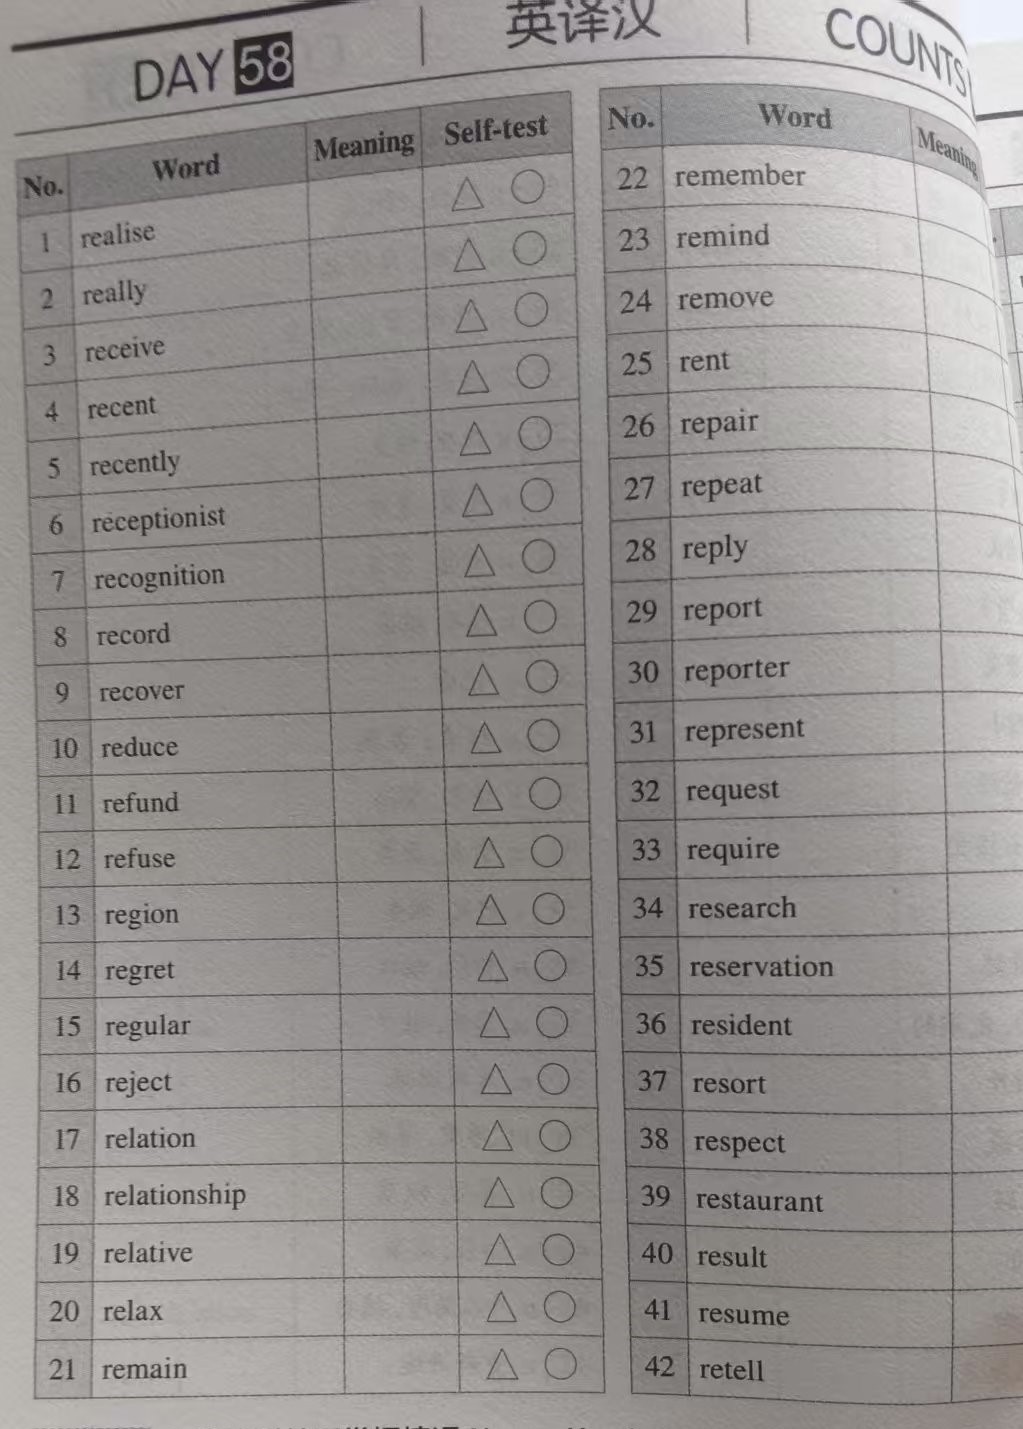 DAY 58
英译汉
COUNTS
No. Word Meaning Self-test
1 realise
2 really
3 receive
4 recent
5 recently
6 receptionist
7 recognition
8 record
9 recover
10 reduce
11 refund
12 refuse
13 region
14 regret
15 regular
16 reject
17 relation
18 relationship
19 relative
20 relax
21 remain
No. Word Meaning
22 remember
23 remind
24 remove
25 rent
26 repair
27 repeat
28 reply
29 report
30 reporter
31 represent
32 request
33 require
34 research
35 reservation
36 resident
37 resort
38 respect
39 restaurant
40 result
41 resume
42 retell